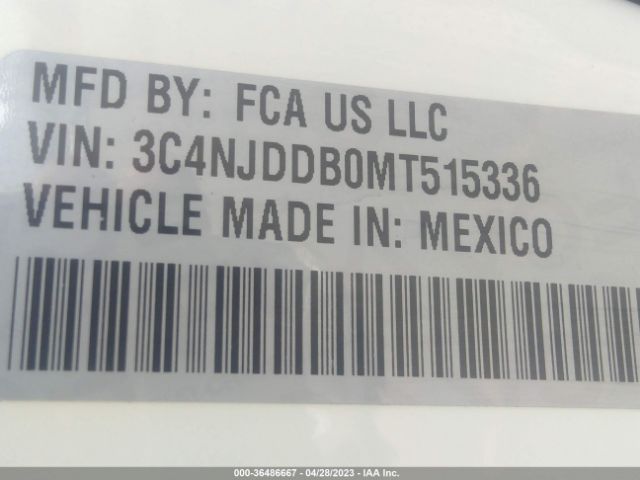 MFD BY: FCA US LLC
VIN: 3C4NJDDB0MT515336
VEHICLE MADE IN: MEXICO
000-36486667 - 04/28/2023 - IAA Inc.